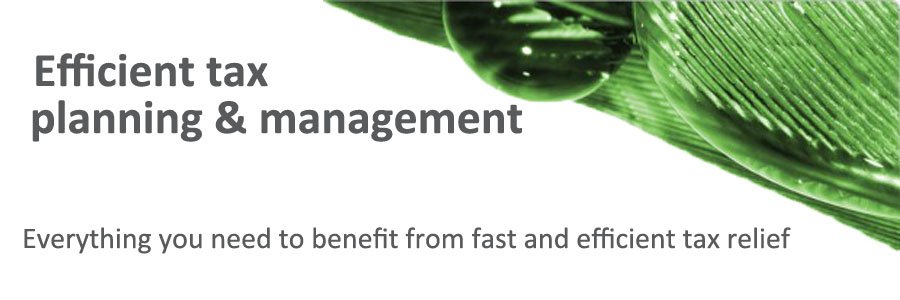 Efficient tax
planning & management
Everything you need to benefit from fast and efficient tax relief